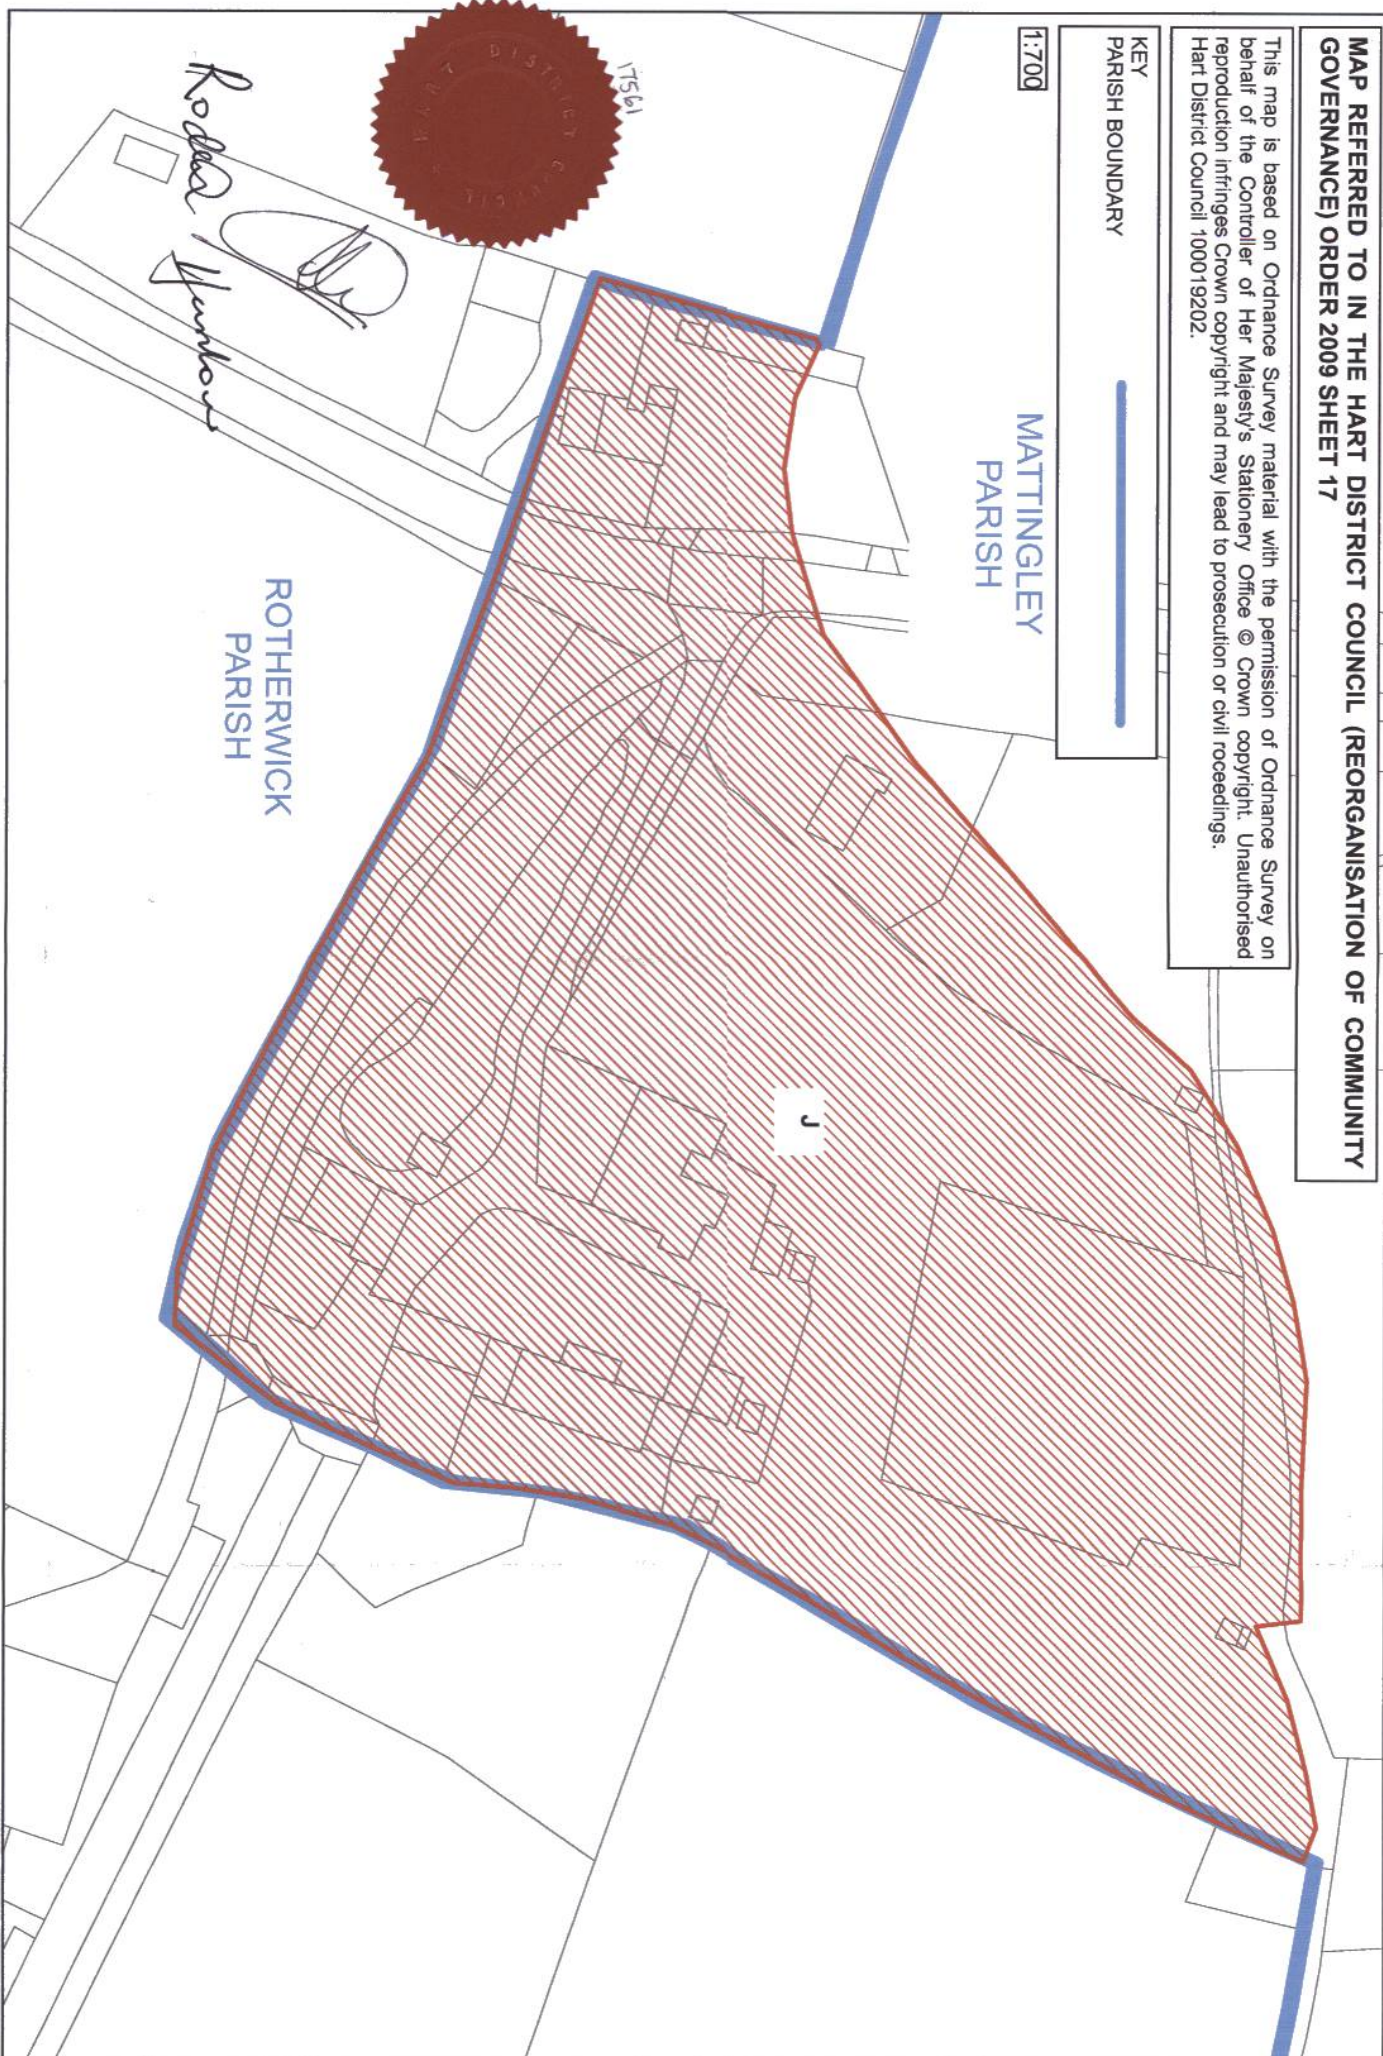 MAP REFERRED TO IN THE HART DISTRICT COUNCIL (REORGANISATION OF COMMUNITY
GOVERNANCE) ORDER 2009 SHEET 17
This map is based on Ordnance Survey material with the permission of Ordnance Survey on
behalf of the Controller of Her Majesty's Stationery Office © Crown copyright. Unauthorised
reproduction infringes Crown copyright and may lead to prosecution or civil roceedings.
Hart District Council 100019202.
KEY
PARISH BOUNDARY
1:700
MATTINGLEY
PARISH
J
ROTHERWICK
PARISH
17561
HART DISTRICT COUNCIL